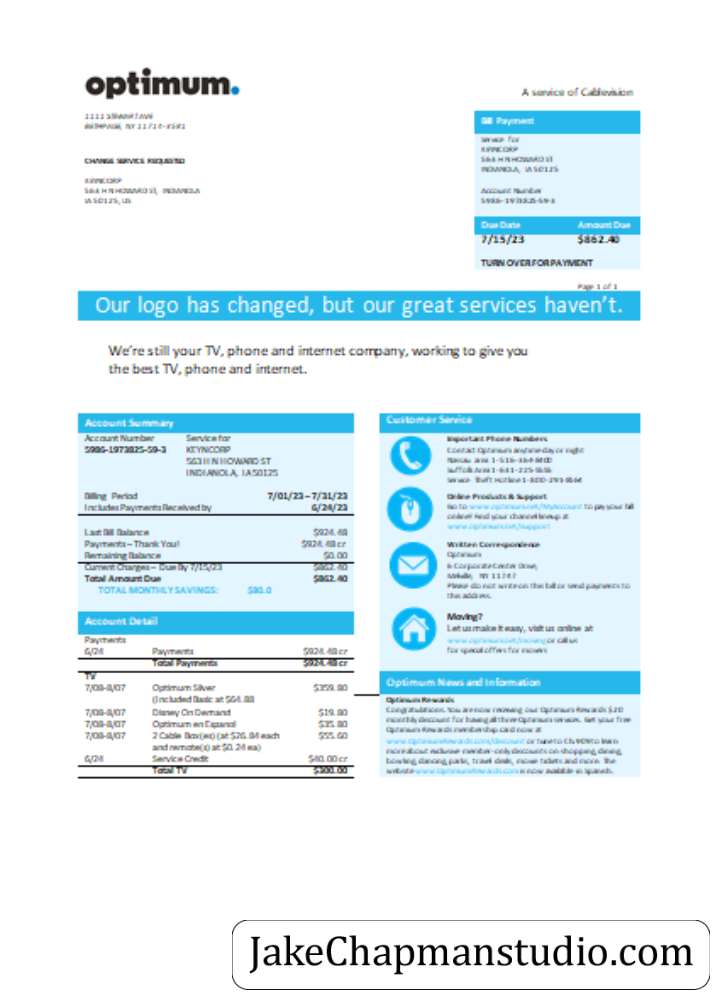 optimum.
A service of Cablevision
1111 STEWART AVE
BETHPAGE, NY 11714-3581
Bill Payment
Service for
KEYNCORP
563 H N HOWARD ST
INDIANOLA, IA 50125
Account Number
5986-1973825-59-3
CHANGE SERVICE REQUESTED
KEYNCORP
563 H N HOWARD ST, INDIANOLA
IA 50125, US
Due Date Amount Due
7/15/23 $862.40
TURN OVER FOR PAYMENT
Page 1 of 1
Our logo has changed, but our great services haven't.
We're still your TV, phone and internet company, working to give you
the best TV, phone and internet.
Account Summary
Account Number Service for
5986-1973825-59-3 KEYNCORP
563 H N HOWARD ST
INDIANOLA, IA 50125
Billing Period 7/01/23 – 7/31/23
Includes Payments Received by 6/24/23
Last Bill Balance $924.48
Payments – Thank You! $924.48 cr
Remaining Balance $0.00
Current Charges – Due By 7/15/23 $862.40
Total Amount Due $862.40
TOTAL MONTHLY SAVINGS: $80.0
Account Detail
Payments
6/24 Payments $924.48 cr
Total Payments $924.48 cr
TV
7/08-8/07 Optimum Silver $359.80
(Included Basic at $64.88
7/08-8/07 Disney On Demand $19.80
7/08-8/07 Optimum en Espanol $35.80
7/08-8/07 2 Cable Box(es) (at $26.84 each $55.60
and remote(s) at $0.24 ea)
6/24 Service Credit $40.00 cr
Total TV $300.00
Customer Service
Important Phone Numbers
Contact Optimum anytime day or night
Nassau area 1-516-364-8400
Suffolk Area 1-631-225-5555
Service Theft Hotline 1-800-291-9164
Online Products & Support
Go to www.optimum.net/MyAccount to pay your bill
online! Find your channel lineup at
www.optimum.net/support
Written Correspondence
Optimum
6 Corporate Center Drive,
Melville, NY 11747
Please do not write on this bill or send payments to
this address.
Moving?
Let us make it easy, visit us online at
www.optimum.net/moving or call us
for special offers for movers
Optimum News and Information
Optimum Rewards
Congratulations. You are now receiving our Optimum Rewards $20
monthly discount for having all three Optimum services. Get your free
Optimum Rewards membership card now at
www.OptimumRewards.com/discount or tune to Ch. 909 to learn
more about exclusive member-only discounts on shopping, dining,
bowling, dancing, parks, travel deals, movie tickets and more. The
website www.OptimumRewards.com is now available in Spanish.
JakeChapmanstudio.com